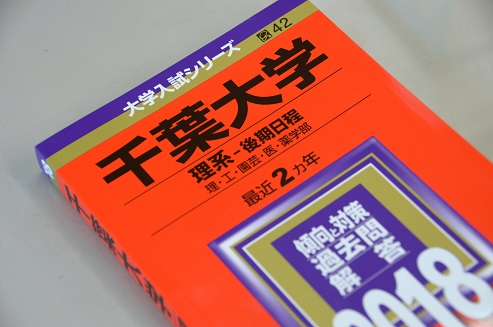 大学入試シリーズ
42
千葉大学
理系-後期日程
理・工・園芸・医・薬学部
最近2ヵ年
傾向と対策
過去問
解答
2018